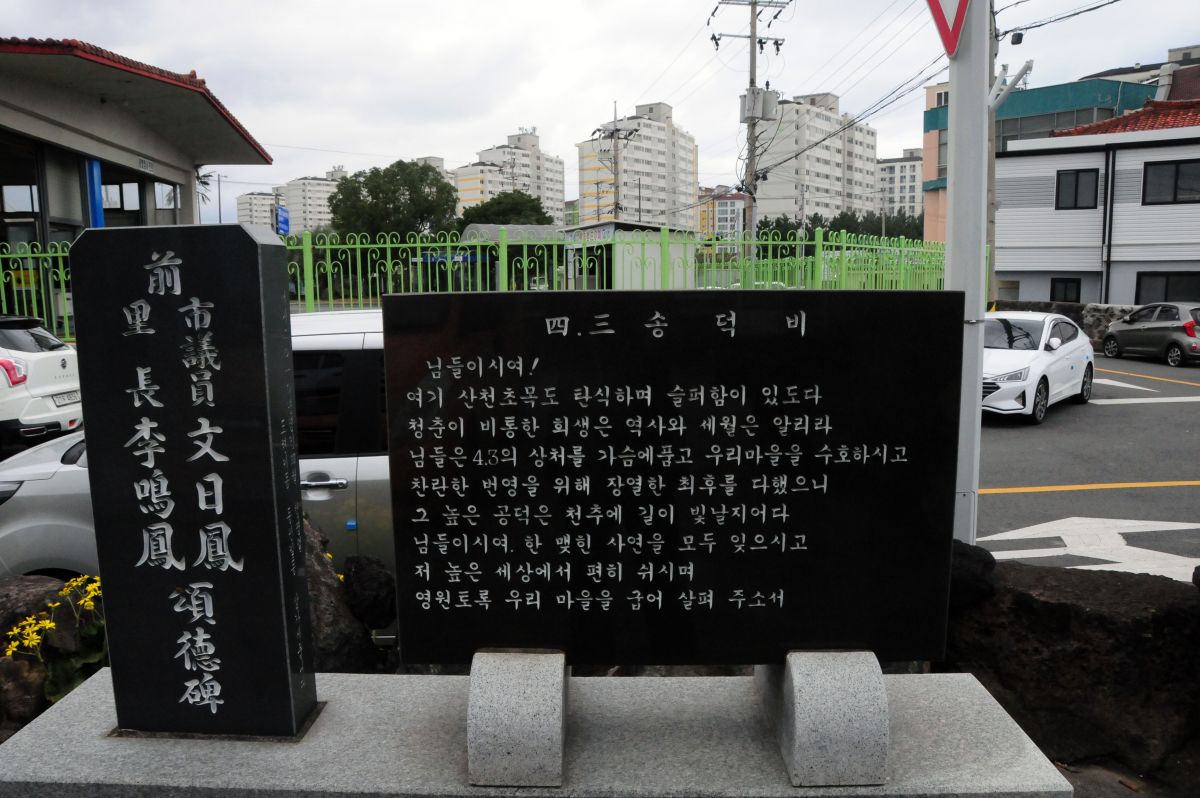 前
市議員文日鳳
里長李鳴鳳
頌德碑
四.三송덕비
님들이시여!
여기 산천초목도 탄식하며 슬퍼함이 있도다
청춘이 비통한 희생은 역사와 세월은 알리라
님들은 4.3의 상처를 가슴에품고 우리마을을 수호하시고
찬란한 번영을 위해 장열한 최후를 다했으니
그 높은 공덕은 천추에 길이 빛날지어다
님들이시여. 한 맺힌 사연을 모두 잊으시고
저 높은 세상에서 편히 쉬시며
영원토록 우리 마을을 굽어 살펴 주소서